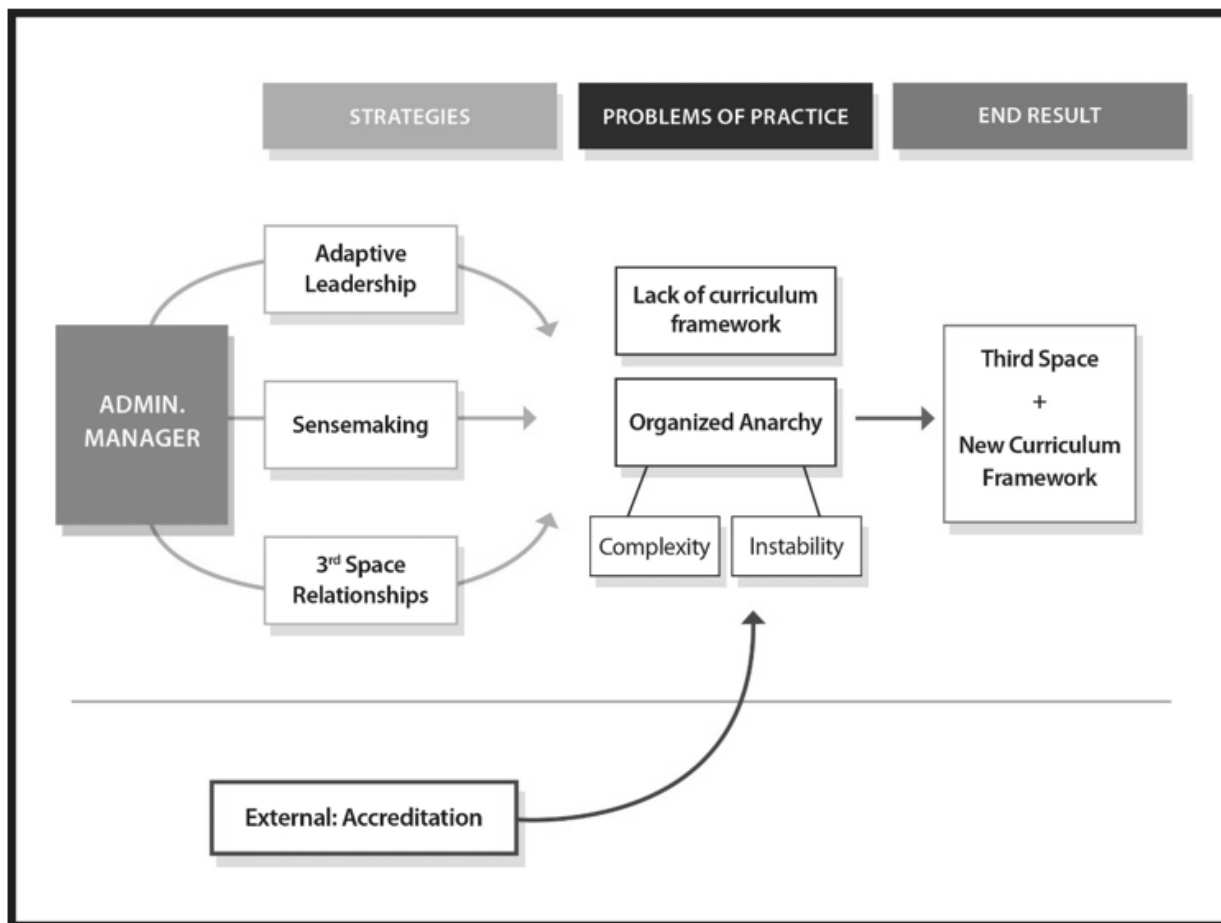 STRATEGIES
PROBLEMS OF PRACTICE
END RESULT
Adaptive
Leadership
Lack of curriculum
framework
ADMIN.
MANAGER
Sensemaking
Organized Anarchy
Third Space
+
New Curriculum
Framework
Complexity
Instability
3rd Space
Relationships
External: Accreditation